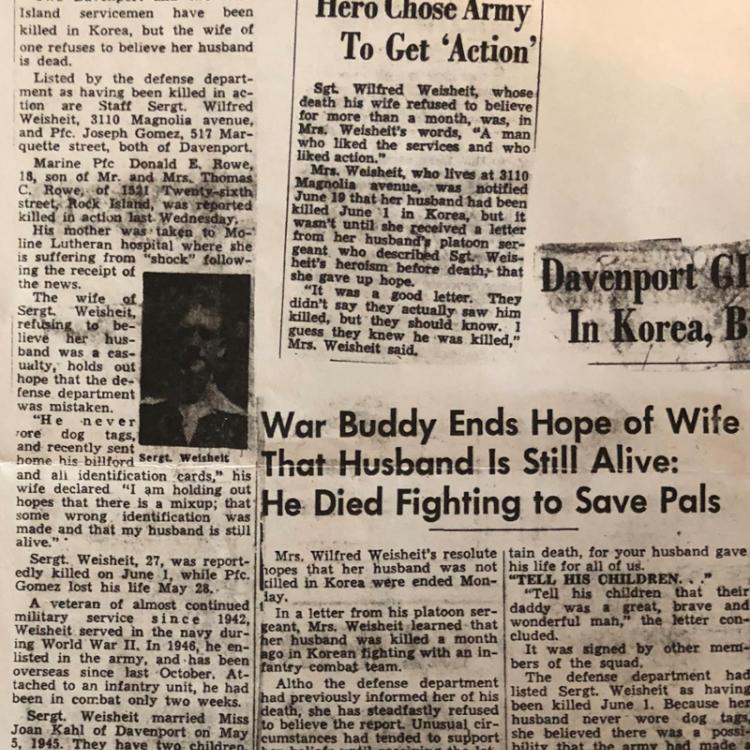 Island servicemen have been
killed in Korea, but the wife of
one refuses to believe her husband
is dead.
Listed by the defense depart-
ment as having been killed in ac-
tion are Staff Sergt. Wilfred
Weisheit, 3110 Magnolia avenue,
and Pfc. Joseph Gomez, 517 Mar-
quette street, both of Davenport.
Marine Pfc Donald E. Rowe,
18, son of Mr. and Mrs. Thomas
C. Rowe, of 1521 Twenty-sixth
street, Rock Island, was reported
killed in action last Wednesday.
His mother was taken to Mo-
line Lutheran hospital where she
is suffering from "shock" follow-
ing the receipt of
the news.
The wife of
Sergt. Weisheit,
refusing to be-
lieve her hus-
band was a cas-
ualty, holds out
hope that the de-
fense department
was mistaken.
"He never
ore dog tags,
and recently sent
home his billford
and all identification cards," his
wife declared "I am holding out
hopes that there is a mixup; that
some wrong identification was
made and that my husband is still
alive."
Sergt. Weisheit, 27, was report-
edly killed on June 1, while Pfc.
Gomez lost his life May 28.
A veteran of almost continued
military service since 1942,
Weisheit served in the navy dur-
ing World War II. In 1946, he en-
listed in the army, and has been
overseas since last October. At-
tached to an infantry unit, he had
been in combat only two weeks.
Sergt. Weisheit married Miss
Joan Kahl of Davenport on May
5, 1945. They have two children,
Sergt. Weisheit
Hero Chose Army
To Get 'Action'
Sgt. Wilfred Weisheit, whose
death his wife refused to believe
for more than a month, was, in
Mrs. Weisheit's words, "A man
who liked the services and who
liked action."
Mrs. Weisheit, who lives at 3110
Magnolia avenue, was notified
June 19 that her husband had been
killed June 1 in Korea, but it
wasn't until she received a letter
from her husband's platoon ser-
geant who described Sgt. Weis-
heit's heroism before death, that
she gave up hope.
"It was a good letter. They
didn't say they actually saw him
killed, but they should know. I
guess they knew he was killed,"
Mrs. Weisheit said.
Davenport GI
In Korea, B
War Buddy Ends Hope of Wife
That Husband Is Still Alive:
He Died Fighting to Save Pals
Mrs. Wilfred Weisheit's resolute
hopes that her husband was not
killed in Korea were ended Mon-
lay.
In a letter from his platoon ser-
geant, Mrs. Weisheit learned that
her husband was killed a month
ago in Korean fighting with an in-
fantry combat team.
Altho the defense department
had previously informed her of his
death, she has steadfastly refused
to believe the report. Unusual cir-
cumstances had tended to support
tain death, for your husband gave
his life for all of us.
"TELL HIS CHILDREN. . ."
"Tell his children that their
daddy was a great, brave and
wonderful man," the letter con-
cluded.
It was signed by other mem-
bers of the squad.
The defense department had
listed Sergt. Weisheit as having
been killed June 1. Because her
husband never wore dog tags,
she believed there was a possi-
bility that the army had made